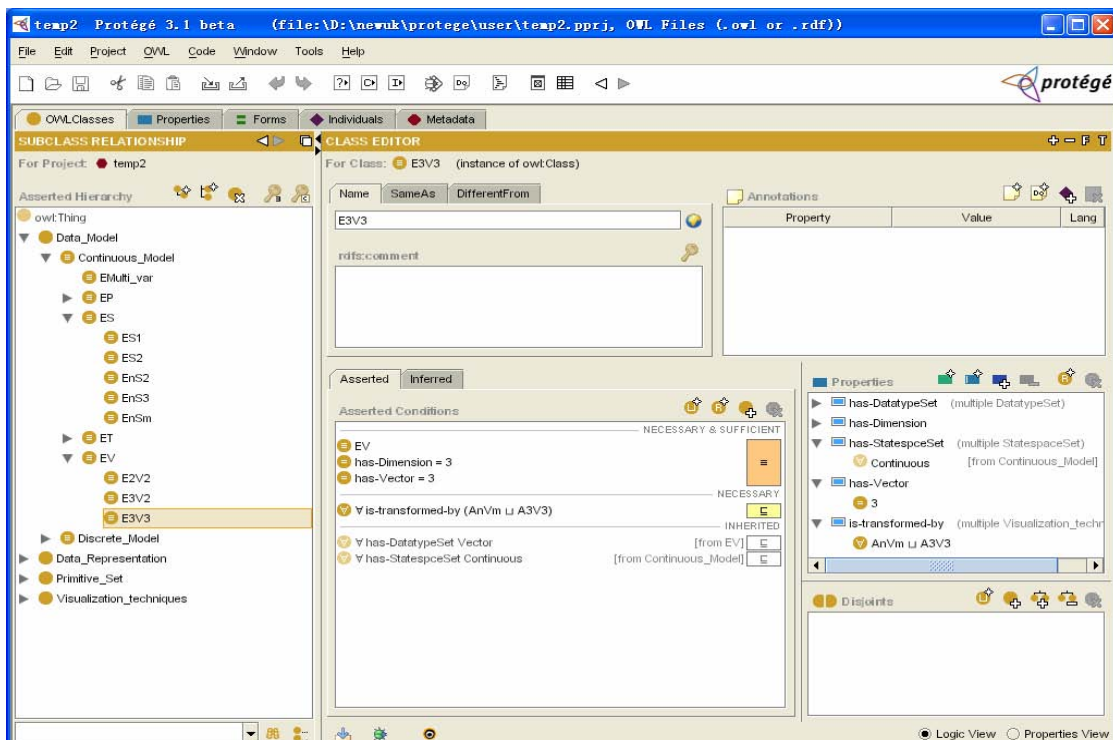 temp2 Protégé 3.1 beta (file:\D:\newuk\protege\user\temp2.pprj, OWL Files (.owl or .rdf))
File Edit Project OWL Code Window Tools Help
protégé
OWLClasses Properties Forms Individuals Metadata
SUBCLASS RELATIONSHIP
For Project: temp2
Asserted Hierarchy
owl:Thing
Data_Model
Continuous_Model
EMulti_var
EP
ES
ES1
ES2
EnS2
EnS3
EnSm
ET
EV
E2V2
E3V2
E3V3
Discrete_Model
Data_Representation
Primitive_Set
Visualization_techniques
CLASS EDITOR
For Class: E3V3 (instance of owl:Class)
Name SameAs DifferentFrom
E3V3
rdfs:comment
Annotations
Property Value Lang
Asserted Inferred
Asserted Conditions
NECESSARY & SUFFICIENT
EV
has-Dimension = 3
has-Vector = 3
NECESSARY
∀ is-transformed-by (AnVm ⊔ A3V3)
INHERITED
∀ has-DatatypeSet Vector [from EV]
∀ has-StatespceSet Continuous [from Continuous_Model]
Properties
has-DatatypeSet (multiple DatatypeSet)
has-Dimension
has-StatespceSet (multiple StatespaceSet)
Continuous [from Continuous_Model]
has-Vector
3
is-transformed-by (multiple Visualization_techr
AnVm ⊔ A3V3
Disjoints
Logic View Properties View